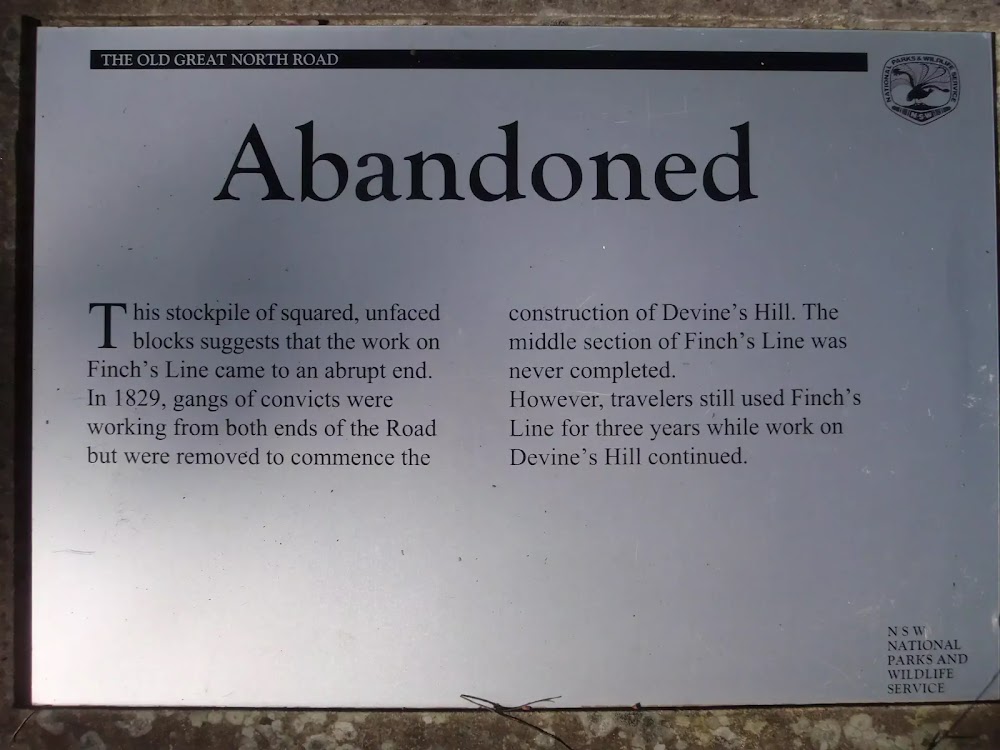 THE OLD GREAT NORTH ROAD
NATIONAL PARKS & WILDLIFE SERVICE
N·S·W
Abandoned
This stockpile of squared, unfaced
blocks suggests that the work on
Finch's Line came to an abrupt end.
In 1829, gangs of convicts were
working from both ends of the Road
but were removed to commence the
construction of Devine's Hill. The
middle section of Finch's Line was
never completed.
However, travelers still used Finch's
Line for three years while work on
Devine's Hill continued.
N S W
NATIONAL
PARKS AND
WILDLIFE
SERVICE